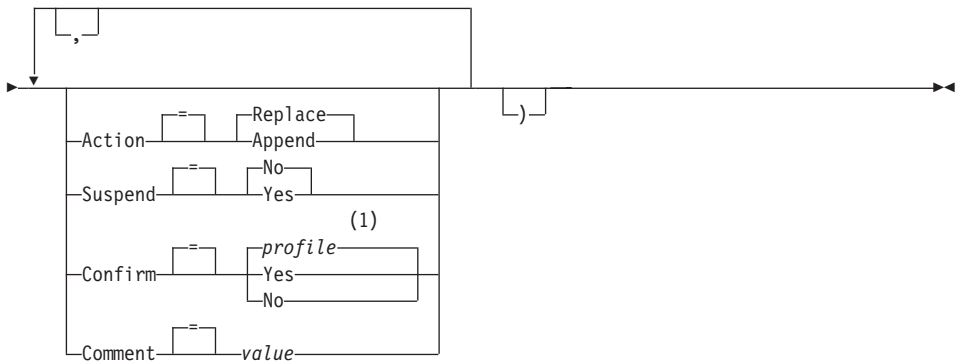 ,
)
= Replace
Action Append
= No
Suspend Yes
(1)
= profile
Confirm Yes
No
=
Comment value